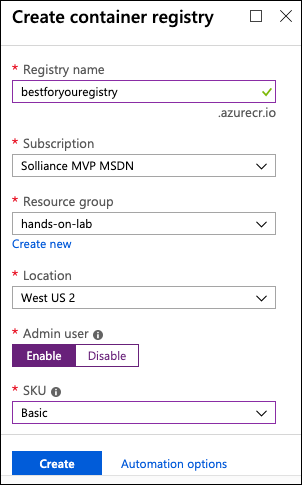 Create container registry
* Registry name
bestforyouregistry
.azurecr.io
* Subscription
Solliance MVP MSDN
* Resource group
hands-on-lab
Create new
* Location
West US 2
* Admin user
Enable Disable
* SKU
Basic
Create Automation options